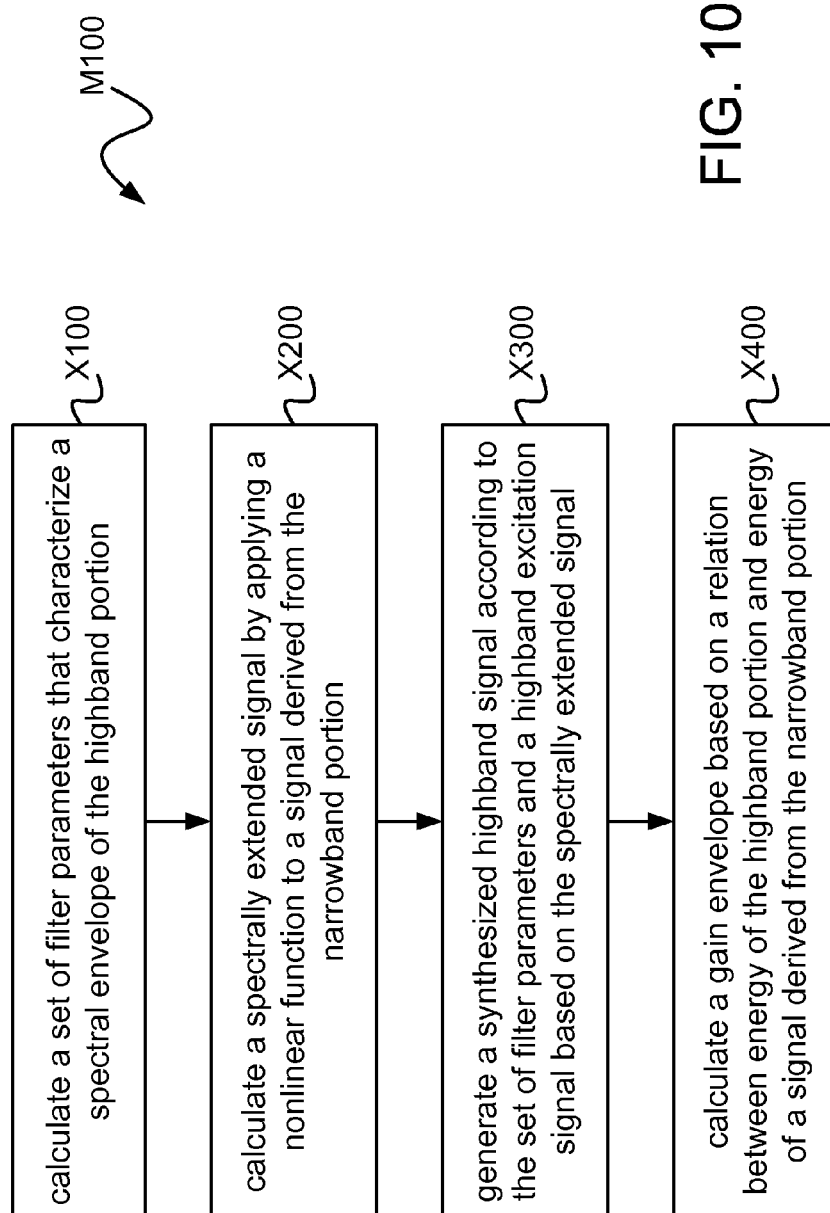 M100
calculate a set of filter parameters that characterize a
spectral envelope of the highband portion
X100
calculate a spectrally extended signal by applying a
nonlinear function to a signal derived from the
narrowband portion
X200
generate a synthesized highband signal according to
the set of filter parameters and a highband excitation
signal based on the spectrally extended signal
X300
calculate a gain envelope based on a relation
between energy of the highband portion and energy
of a signal derived from the narrowband portion
X400
FIG. 10